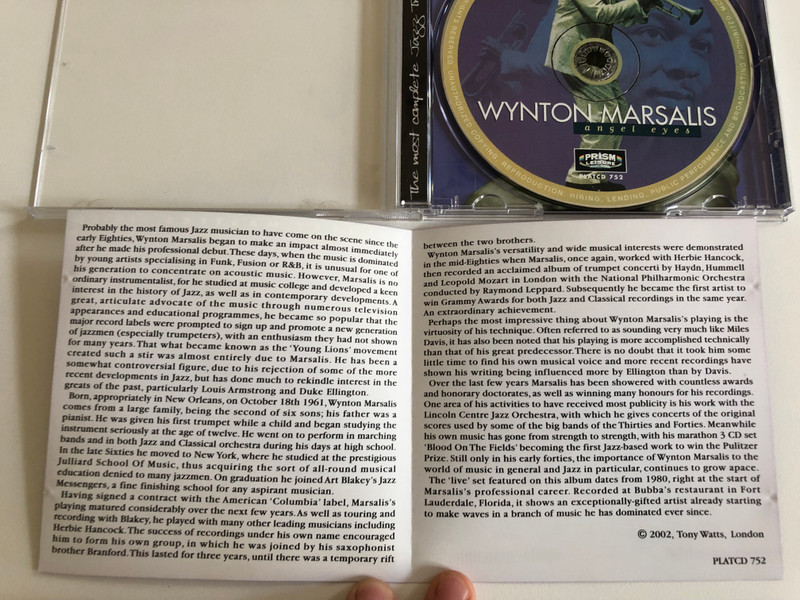 The most complete Jazz
WYNTON MARSALIS
angel eyes
PRISM
LEISURE
PLATCD 752
UNAUTHORIZED COPYING, REPRODUCTION, HIRING, LENDING, PUBLIC PERFORMANCE AND BROADCASTING
Probably the most famous Jazz musician to have come on the scene since the
early Eighties, Wynton Marsalis began to make an impact almost immediately
after he made his professional debut. These days, when the music is dominated
by young artists specialising in Funk, Fusion or R&B, it is unusual for one of
his generation to concentrate on acoustic music. However, Marsalis is no
ordinary instrumentalist, for he studied at music college and developed a keen
interest in the history of Jazz, as well as in contemporary developments. A
great, articulate advocate of the music through numerous television
appearances and educational programmes, he became so popular that the
major record labels were prompted to sign up and promote a new generation
of jazzmen (especially trumpeters), with an enthusiasm they had not shown
for many years. That what became known as the 'Young Lions' movement
created such a stir was almost entirely due to Marsalis. He has been a
somewhat controversial figure, due to his rejection of some of the more
recent developments in Jazz, but has done much to rekindle interest in the
greats of the past, particularly Louis Armstrong and Duke Ellington.
Born, appropriately in New Orleans, on October 18th 1961, Wynton Marsalis
comes from a large family, being the second of six sons; his father was a
pianist. He was given his first trumpet while a child and began studying the
instrument seriously at the age of twelve. He went on to perform in marching
bands and in both Jazz and Classical orchestra during his days at high school.
In the late Sixties he moved to New York, where he studied at the prestigious
Julliard School Of Music, thus acquiring the sort of all-round musical
education denied to many jazzmen. On graduation he joined Art Blakey's Jazz
Messengers, a fine finishing school for any aspirant musician.
Having signed a contract with the American 'Columbia' label, Marsalis's
playing matured considerably over the next few years. As well as touring and
recording with Blakey, he played with many other leading musicians including
Herbie Hancock. The success of recordings under his own name encouraged
him to form his own group, in which he was joined by his saxophonist
brother Branford. This lasted for three years, until there was a temporary rift
between the two brothers.
Wynton Marsalis's versatility and wide musical interests were demonstrated
in the mid-Eighties when Marsalis, once again, worked with Herbie Hancock,
then recorded an acclaimed album of trumpet concerti by Haydn, Hummell
and Leopold Mozart in London with the National Philharmonic Orchestra
conducted by Raymond Leppard. Subsequently he became the first artist to
win Grammy Awards for both Jazz and Classical recordings in the same year.
An extraordinary achievement.
Perhaps the most impressive thing about Wynton Marsalis's playing is the
virtuosity of his technique. Often referred to as sounding very much like Miles
Davis, it has also been noted that his playing is more accomplished technically
than that of his great predecessor. There is no doubt that it took him some
little time to find his own musical voice and more recent recordings have
shown his writing being influenced more by Ellington than by Davis.
Over the last few years Marsalis has been showered with countless awards
and honorary doctorates, as well as winning many honours for his recordings.
One area of his activities to have received most publicity is his work with the
Lincoln Centre Jazz Orchestra, with which he gives concerts of the original
scores used by some of the big bands of the Thirties and Forties. Meanwhile
his own music has gone from strength to strength, with his marathon 3 CD set
'Blood On The Fields' becoming the first Jazz-based work to win the Pulitzer
Prize. Still only in his early forties, the importance of Wynton Marsalis to the
world of music in general and Jazz in particular, continues to grow apace.
The 'live' set featured on this album dates from 1980, right at the start of
Marsalis's professional career. Recorded at Bubba's restaurant in Fort
Lauderdale, Florida, it shows an exceptionally-gifted artist already starting
to make waves in a branch of music he has dominated ever since.
© 2002, Tony Watts, London
PLATCD 752